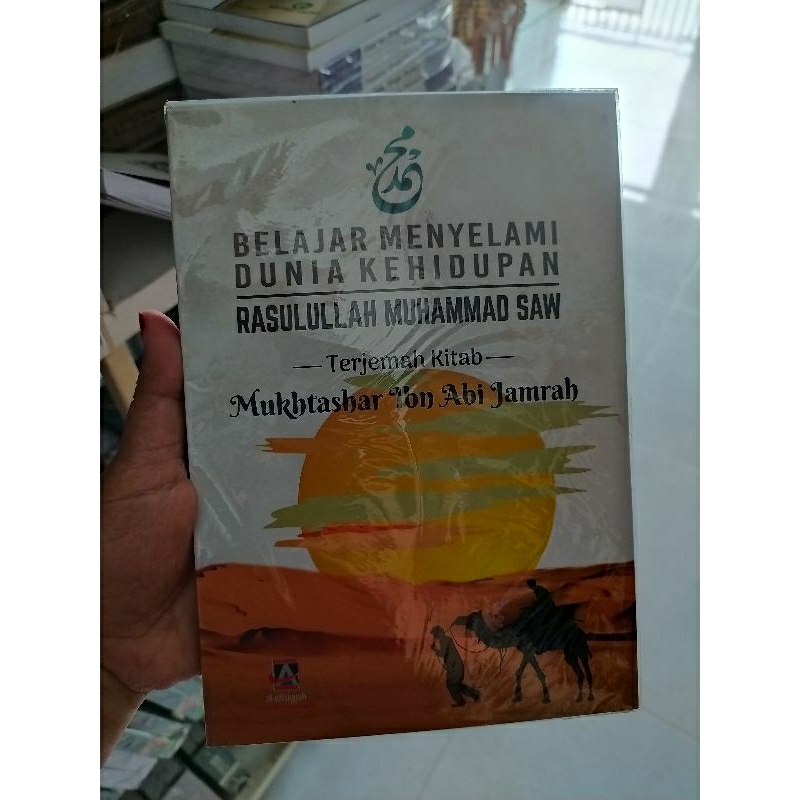 محمد
BELAJAR MENYELAMI
DUNIA KEHIDUPAN
RASULULLAH MUHAMMAD SAW
Terjemah Kitab
Mukhtashar Ibn Abi Jamrah